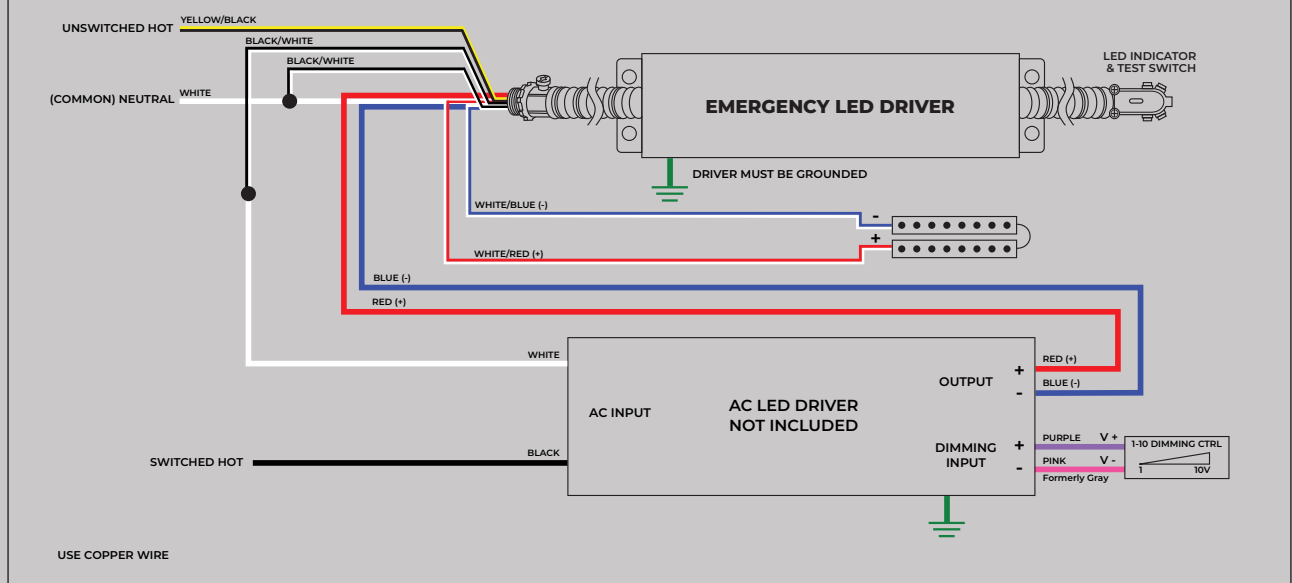 UNSWITCHED HOT
YELLOW/BLACK
BLACK/WHITE
BLACK/WHITE
(COMMON) NEUTRAL
WHITE
EMERGENCY LED DRIVER
LED INDICATOR
& TEST SWITCH
DRIVER MUST BE GROUNDED
WHITE/BLUE (-)
-
+
WHITE/RED (+)
BLUE (-)
RED (+)
WHITE
AC INPUT
AC LED DRIVER
NOT INCLUDED
OUTPUT
+
-
RED (+)
BLUE (-)
DIMMING
INPUT
+
-
PURPLE V +
PINK V -
Formerly Gray
1-10 DIMMING CTRL
1 10V
SWITCHED HOT
BLACK
USE COPPER WIRE